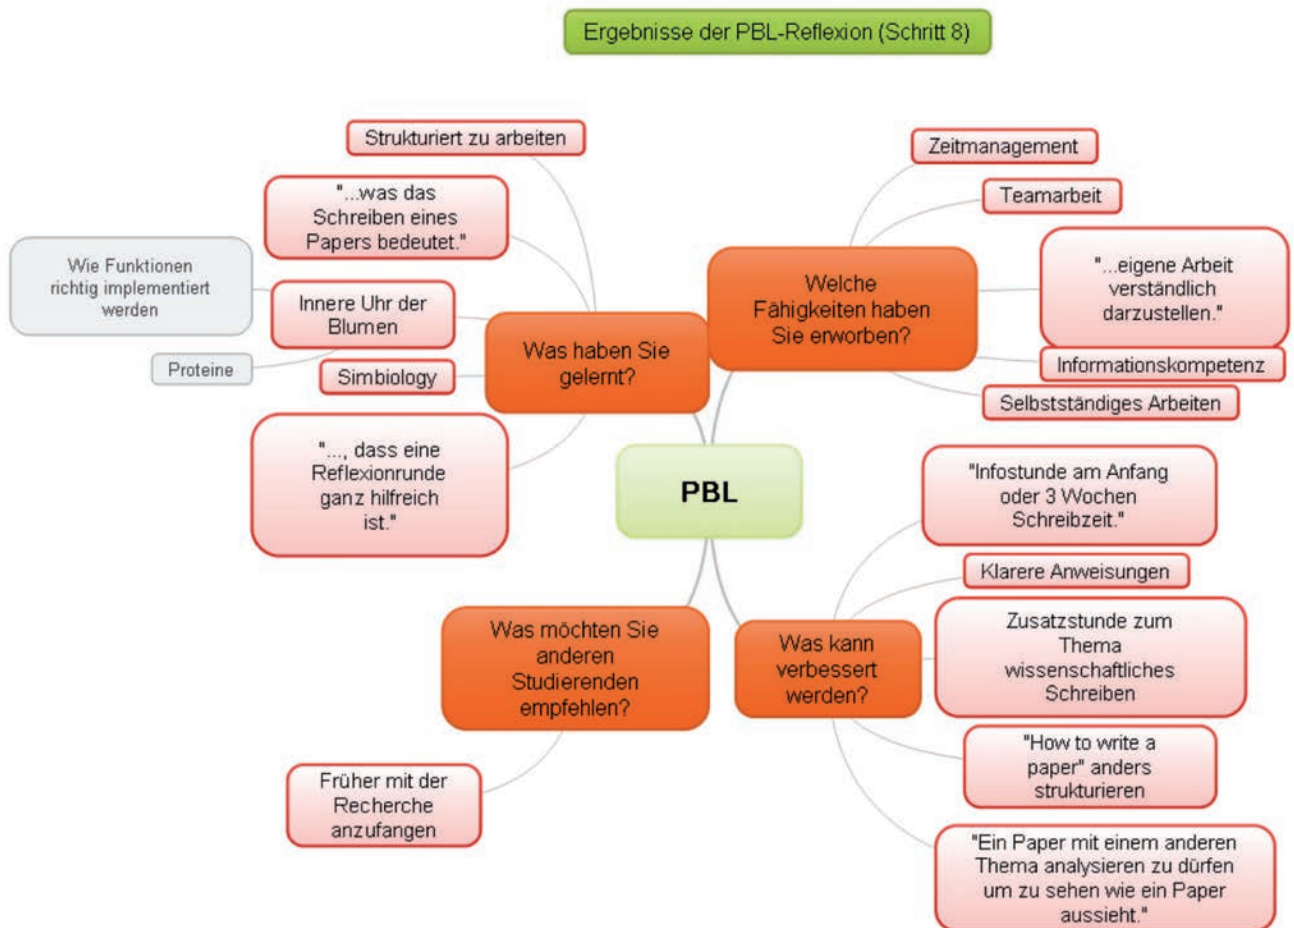 Ergebnisse der PBL-Reflexion (Schritt 8)
Strukturiert zu arbeiten
"...was das
Schreiben eines
Papers bedeutet."
Wie Funktionen
richtig implementiert
werden
Innere Uhr der
Blumen
Proteine
Simbiology
"..., dass eine
Reflexionrunde
ganz hilfreich
ist."
Was haben Sie
gelernt?
Zeitmanagement
Teamarbeit
Welche
Fähigkeiten haben
Sie erworben?
"...eigene Arbeit
verständlich
darzustellen."
Informationskompetenz
Selbstständiges Arbeiten
PBL
Was möchten Sie
anderen
Studierenden
empfehlen?
Früher mit der
Recherche
anzufangen
Was kann
verbessert
werden?
"Infostunde am Anfang
oder 3 Wochen
Schreibzeit."
Klarere Anweisungen
Zusatzstunde zum
Thema
wissenschaftliches
Schreiben
"How to write a
paper" anders
strukturieren
"Ein Paper mit einem anderen
Thema analysieren zu dürfen
um zu sehen wie ein Paper
aussieht."